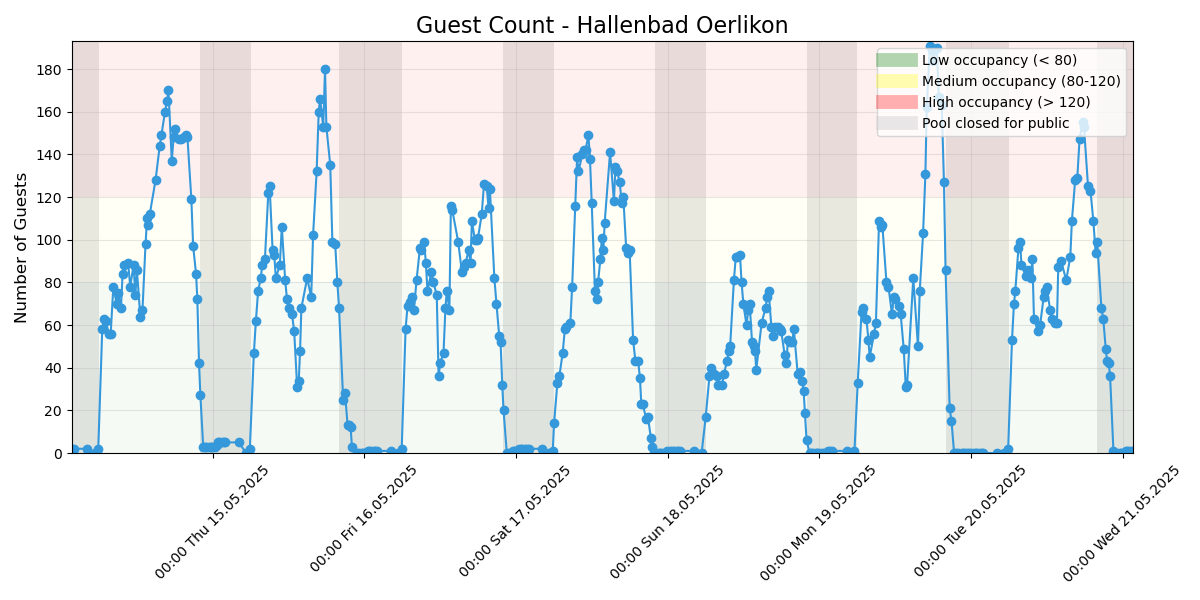 Guest Count - Hallenbad Oerlikon
Number of Guests
180
160
140
120
100
80
60
40
20
0
Low occupancy (< 80)
Medium occupancy (80-120)
High occupancy (> 120)
Pool closed for public
00:00 Thu 15.05.2025
00:00 Fri 16.05.2025
00:00 Sat 17.05.2025
00:00 Sun 18.05.2025
00:00 Mon 19.05.2025
00:00 Tue 20.05.2025
00:00 Wed 21.05.2025